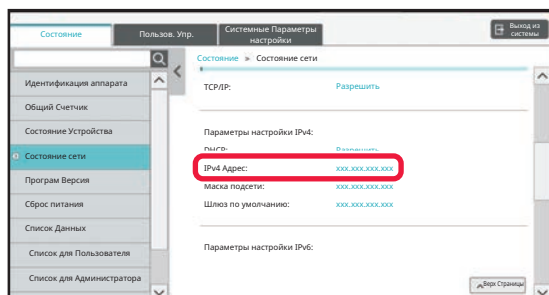 Состояние
Пользов. Упр.
Системные Параметры
настройки
Выход из
системы
Состояние » Состояние сети
Идентификация аппарата
Общий Счетчик
Состояние Устройства
Состояние сети
Програм Версия
Сброс питания
Список Данных
Список для Пользователя
Список для Администратора
TCP/IP: Разрешить
Параметры настройки IPv4:
DHCP: Разрешить
IPv4 Адрес: xxx.xxx.xxx.xxx
Маска подсети: xxx.xxx.xxx.xxx
Шлюз по умолчанию: xxx.xxx.xxx.xxx
Параметры настройки IPv6:
Верх Страницы